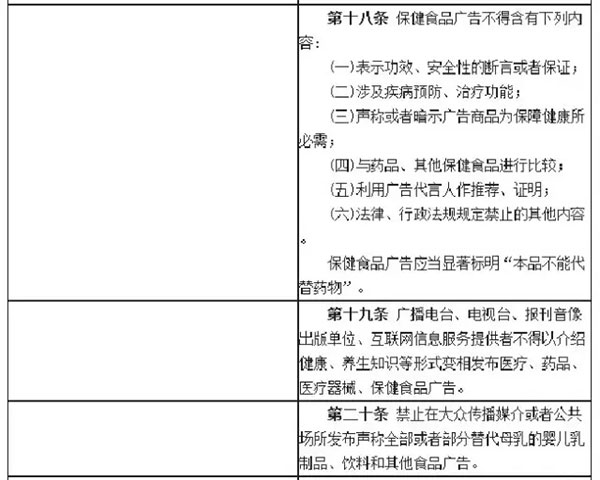 第十八条 保健食品广告不得含有下列内
容：
(一)表示功效、安全性的断言或者保证；
(二)涉及疾病预防、治疗功能；
(三)声称或者暗示广告商品为保障健康所
必需；
(四)与药品、其他保健食品进行比较；
(五)利用广告代言人作推荐、证明；
(六)法律、行政法规规定禁止的其他内容
。
保健食品广告应当显著标明“本品不能代
替药物”。
第十九条 广播电台、电视台、报刊音像
出版单位、互联网信息服务提供者不得以介绍
健康、养生知识等形式变相发布医疗、药品、
医疗器械、保健食品广告。
第二十条 禁止在大众传播媒介或者公共
场所发布声称全部或者部分替代母乳的婴儿乳
制品、饮料和其他食品广告。